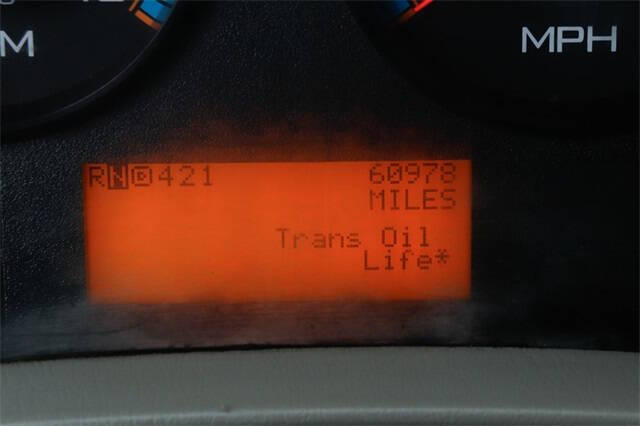 M
MPH
RND421 60978
MILES
Trans Oil
Life*